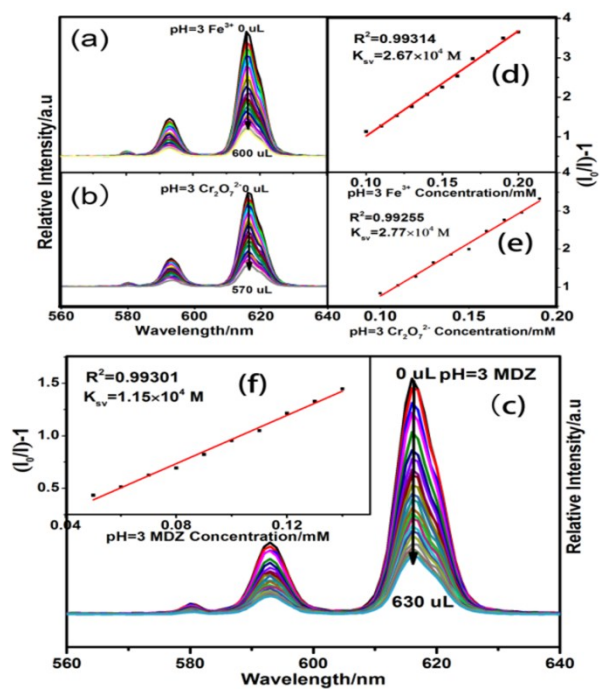 (a)
pH=3 Fe³⁺ 0 uL
600 uL
Relative Intensity/a.u
(b)
pH=3 Cr₂O₇²⁻0 uL
570 uL
560 580 600 620 640
Wavelength/nm
R²=0.99314
Kₛᵥ=2.67×10⁴ M
(d)
4
3
2
1
0.10 0.15 0.20
pH=3 Fe³⁺ Concentration/mM
(I₀/I)-1
R²=0.99255
Kₛᵥ=2.77×10⁴ M
(e)
3
2
1
0.10 0.15 0.20
pH=3 Cr₂O₇²⁻ Concentration/mM
(f)
R²=0.99301
Kₛᵥ=1.15×10⁴ M
1.5
1.0
0.5
(I₀/I)-1
0.04 0.08 0.12
pH=3 MDZ Concentration/mM
0 uL pH=3 MDZ
(c)
630 uL
Relative Intensity/a.u
560 580 600 620 640
Wavelength/nm